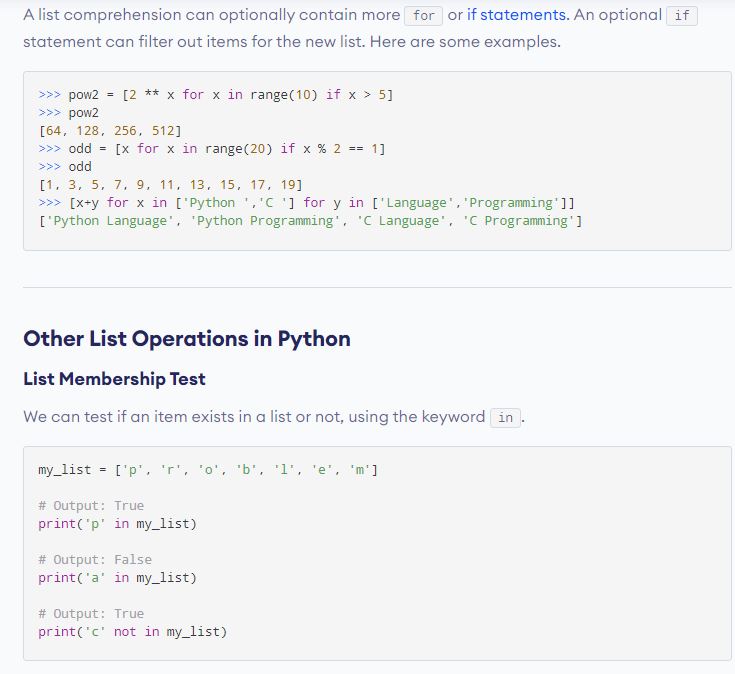 A list comprehension can optionally contain more for or if statements. An optional if
statement can filter out items for the new list. Here are some examples.
>>> pow2 = [2 ** x for x in range(10) if x > 5]
>>> pow2
[64, 128, 256, 512]
>>> odd = [x for x in range(20) if x % 2 == 1]
>>> odd
[1, 3, 5, 7, 9, 11, 13, 15, 17, 19]
>>> [x+y for x in ['Python ','C '] for y in ['Language','Programming']]
['Python Language', 'Python Programming', 'C Language', 'C Programming']
Other List Operations in Python
List Membership Test
We can test if an item exists in a list or not, using the keyword in.
my_list = ['p', 'r', 'o', 'b', 'l', 'e', 'm']
# Output: True
print('p' in my_list)
# Output: False
print('a' in my_list)
# Output: True
print('c' not in my_list)